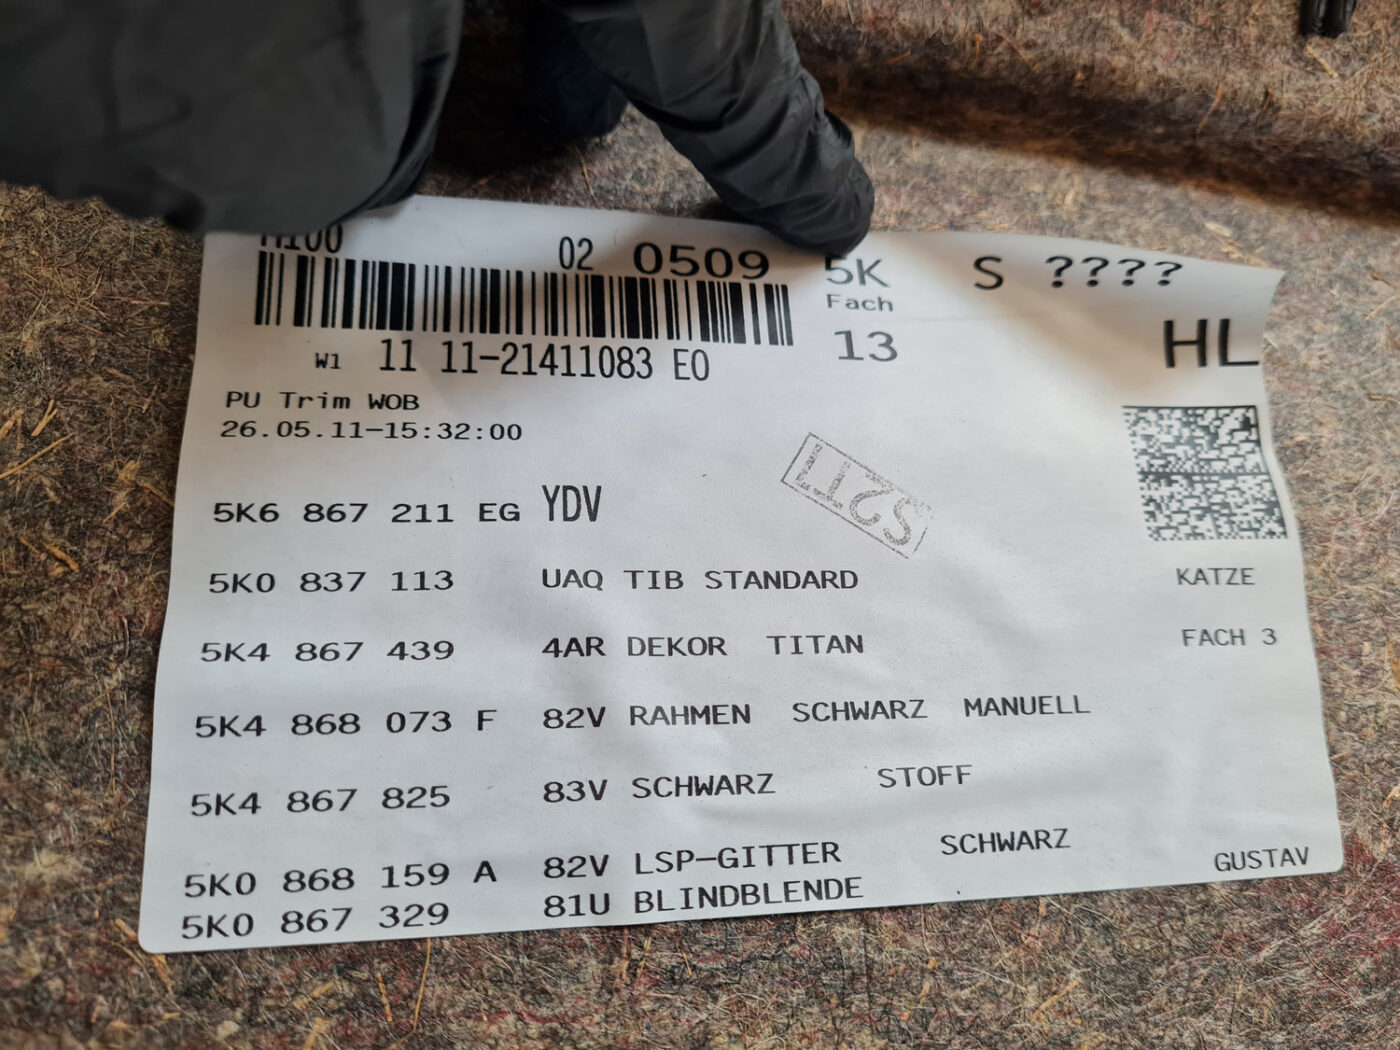 02 0509 5K S ????
Fach
13
HL
W1 11 11-21411083 EO
PU Trim WOB
26.05.11-15:32:00
S2T1
5K6 867 211 EG YDV
5K0 837 113 UAQ TIB STANDARD KATZE
5K4 867 439 4AR DEKOR TITAN FACH 3
5K4 868 073 F 82V RAHMEN SCHWARZ MANUELL
5K4 867 825 83V SCHWARZ STOFF
5K0 868 159 A 82V LSP-GITTER SCHWARZ
5K0 867 329 81U BLINDBLENDE GUSTAV